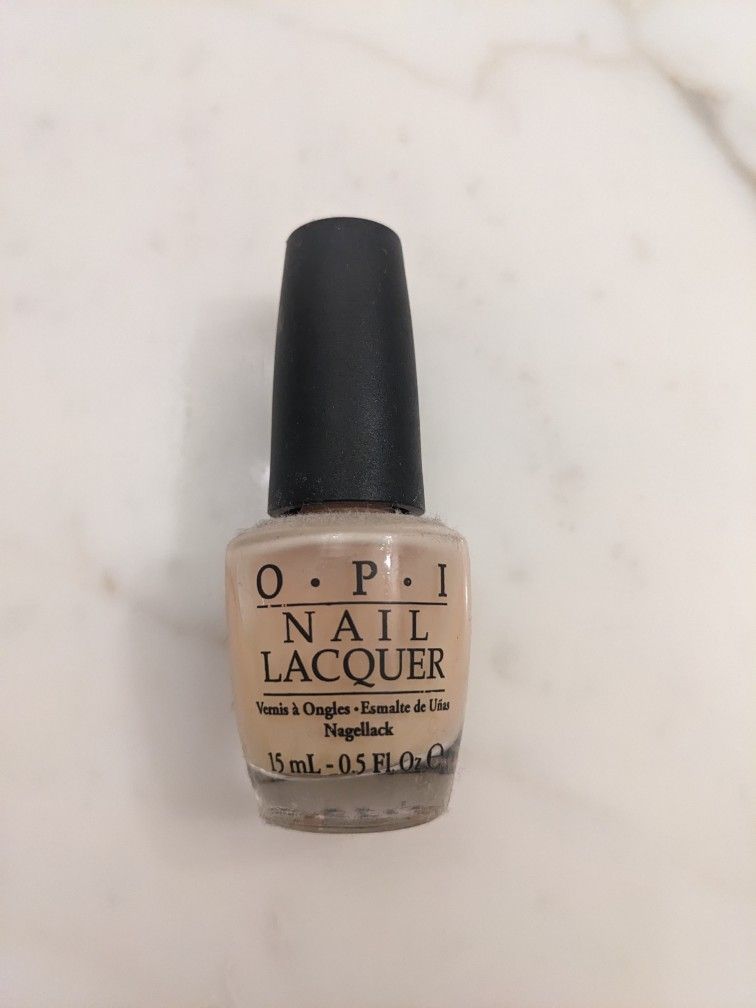 O • P • I
NAIL
LACQUER
Vernis à Ongles • Esmalte de Uñas
Nagellack
15 mL - 0.5 Fl. Oz e